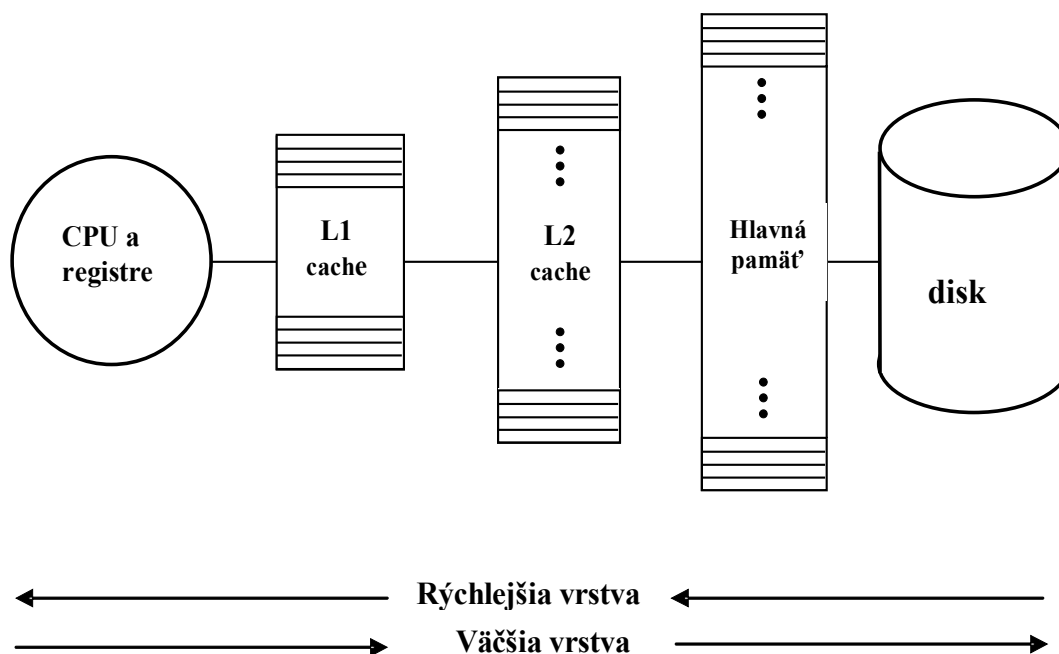 CPU a
registre
L1
cache
L2
cache
Hlavná
pamäť
disk
Rýchlejšia vrstva
Väčšia vrstva